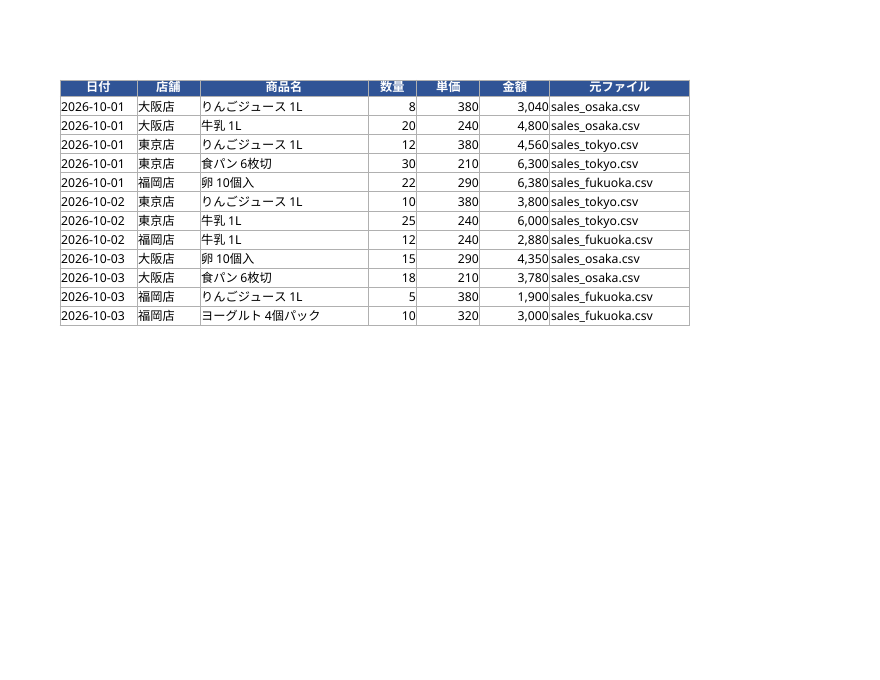 日付 店舗 商品名 数量 単価 金額 元ファイル
2026-10-01 大阪店 りんごジュース 1L 8 380 3,040 sales_osaka.csv
2026-10-01 大阪店 牛乳 1L 20 240 4,800 sales_osaka.csv
2026-10-01 東京店 りんごジュース 1L 12 380 4,560 sales_tokyo.csv
2026-10-01 東京店 食パン 6枚切 30 210 6,300 sales_tokyo.csv
2026-10-01 福岡店 卵 10個入 22 290 6,380 sales_fukuoka.csv
2026-10-02 東京店 りんごジュース 1L 10 380 3,800 sales_tokyo.csv
2026-10-02 東京店 牛乳 1L 25 240 6,000 sales_tokyo.csv
2026-10-02 福岡店 牛乳 1L 12 240 2,880 sales_fukuoka.csv
2026-10-03 大阪店 卵 10個入 15 290 4,350 sales_osaka.csv
2026-10-03 大阪店 食パン 6枚切 18 210 3,780 sales_osaka.csv
2026-10-03 福岡店 りんごジュース 1L 5 380 1,900 sales_fukuoka.csv
2026-10-03 福岡店 ヨーグルト 4個パック 10 320 3,000 sales_fukuoka.csv